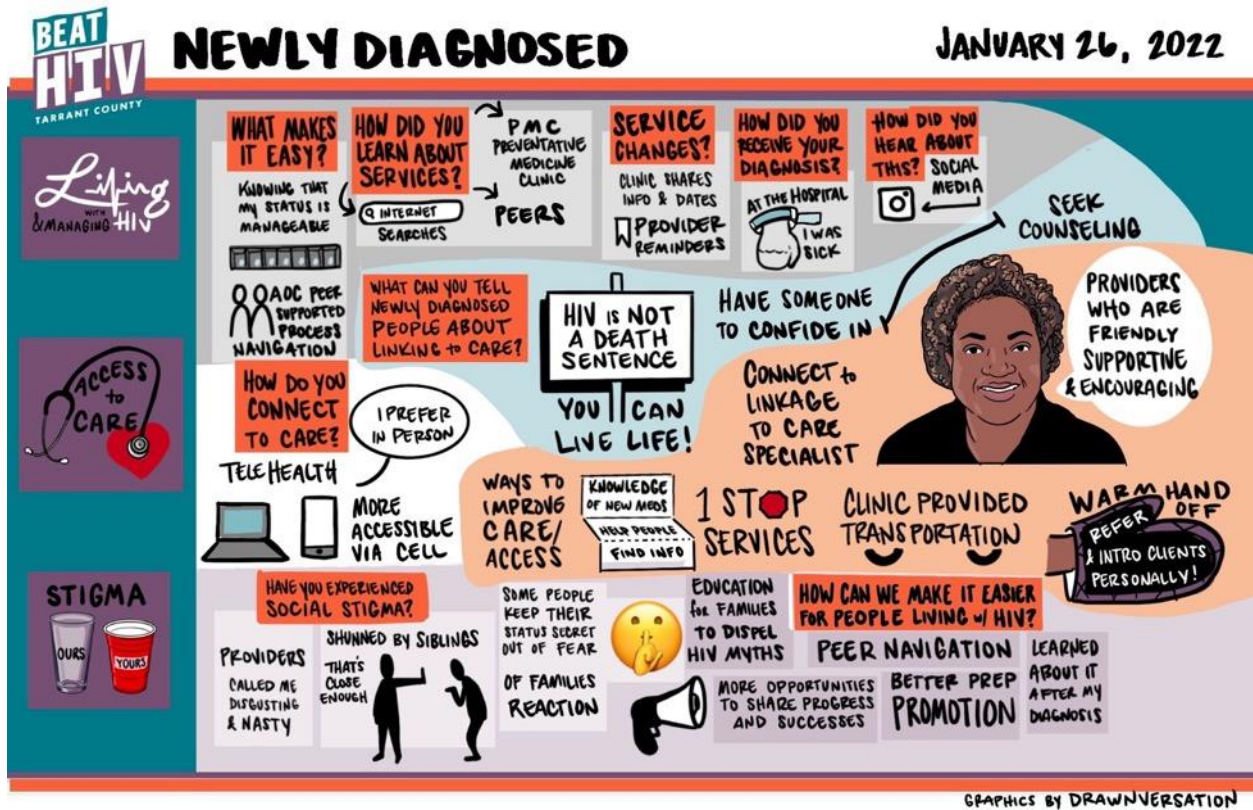 BEAT
HIV
TARRANT COUNTY
NEWLY DIAGNOSED
JANUARY 26, 2022
Living
WITH
& MANAGING HIV
WHAT MAKES
IT EASY?
KNOWING THAT
MY STATUS IS
MANAGEABLE
AOC PEER
SUPPORTED
PROCESS
NAVIGATION
HOW DID YOU
LEARN ABOUT
SERVICES?
INTERNET
SEARCHES
PMC
PREVENTATIVE
MEDICINE
CLINIC
PEERS
SERVICE
CHANGES?
CLINIC SHARES
INFO & DATES
PROVIDER
REMINDERS
HOW DID YOU
RECEIVE YOUR
DIAGNOSIS?
AT THE HOSPITAL
I WAS
SICK
HOW DID YOU
HEAR ABOUT
THIS?
SOCIAL
MEDIA
WHAT CAN YOU TELL
NEWLY DIAGNOSED
PEOPLE ABOUT
LINKING to CARE?
HIV is NOT
A DEATH
SENTENCE
YOU CAN
LIVE LIFE!
HAVE SOMEONE
TO CONFIDE IN
SEEK
COUNSELING
CONNECT to
LINKAGE
TO CARE
SPECIALIST
PROVIDERS
WHO ARE
FRIENDLY
SUPPORTIVE
& ENCOURAGING
ACCESS
to
CARE
HOW DO YOU
CONNECT
TO CARE?
I PREFER
IN PERSON
TELEHEALTH
MORE
ACCESSIBLE
VIA CELL
WAYS TO
IMPROVE
CARE/
ACCESS
KNOWLEDGE
OF NEW MEDS
HELP PEOPLE
FIND INFO
1 STOP
SERVICES
CLINIC PROVIDED
TRANSPORTATION
WARM HAND
OFF
REFER
& INTRO CLIENTS
PERSONALLY!
STIGMA
OURS
YOURS
HAVE YOU EXPERIENCED
SOCIAL STIGMA?
PROVIDERS
CALLED ME
DISGUSTING
& NASTY
SHUNNED BY SIBLINGS
THAT'S
CLOSE
ENOUGH
SOME PEOPLE
KEEP THEIR
STATUS SECRET
OUT OF FEAR
OF FAMILIES
REACTION
EDUCATION
for FAMILIES
TO DISPEL
HIV MYTHS
MORE OPPORTUNITIES
TO SHARE PROGRESS
AND SUCCESSES
HOW CAN WE MAKE IT EASIER
FOR PEOPLE LIVING w/ HIV?
PEER NAVIGATION
BETTER PREP
PROMOTION
LEARNED
ABOUT IT
AFTER MY
DIAGNOSIS
GRAPHICS BY DRAWNVERSATION